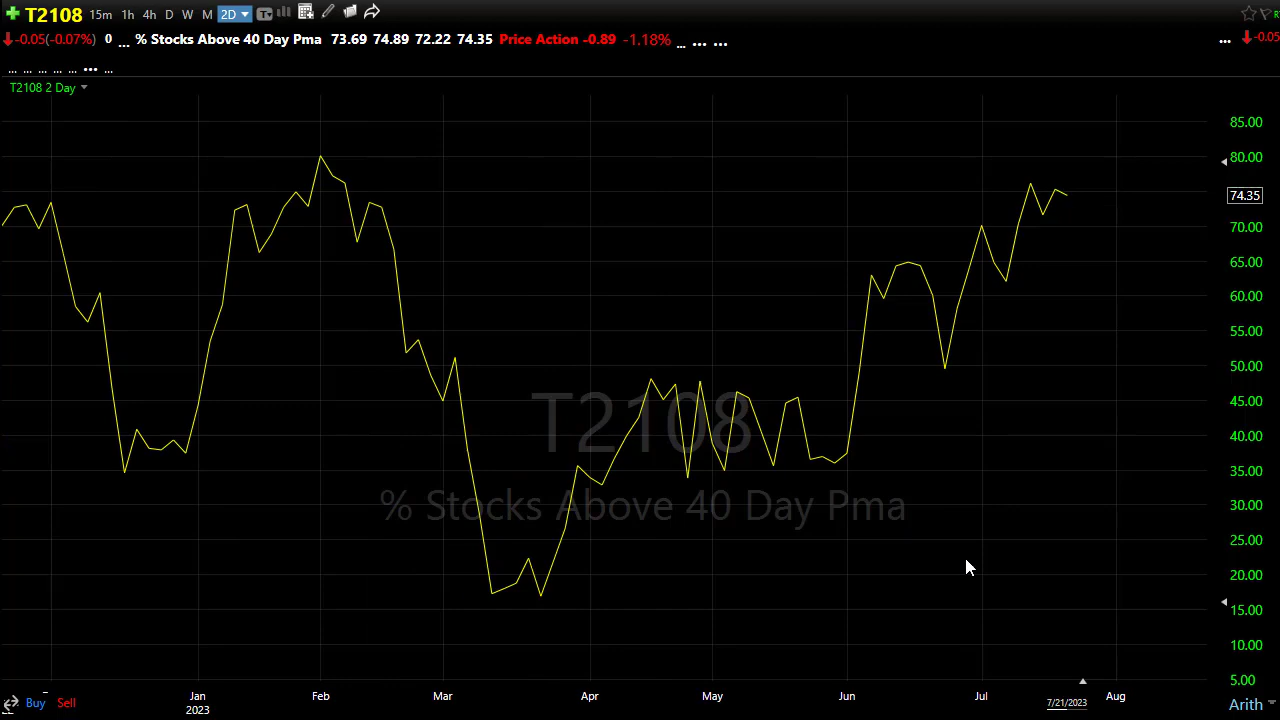 T2108 15m 1h 4h D W M 2D T
-0.05(-0.07%) 0 ... % Stocks Above 40 Day Pma 73.69 74.89 72.22 74.35 Price Action -0.89 -1.18% ... ... ... ... -0.05
... ... ... ... ... ... ...
T2108 2 Day
85.00
80.00
74.35
70.00
65.00
60.00
55.00
50.00
45.00
40.00
35.00
30.00
25.00
20.00
15.00
10.00
5.00
T2108
% Stocks Above 40 Day Pma
Jan Feb Mar Apr May Jun Jul Aug
2023 7/21/2023
Buy Sell Arith